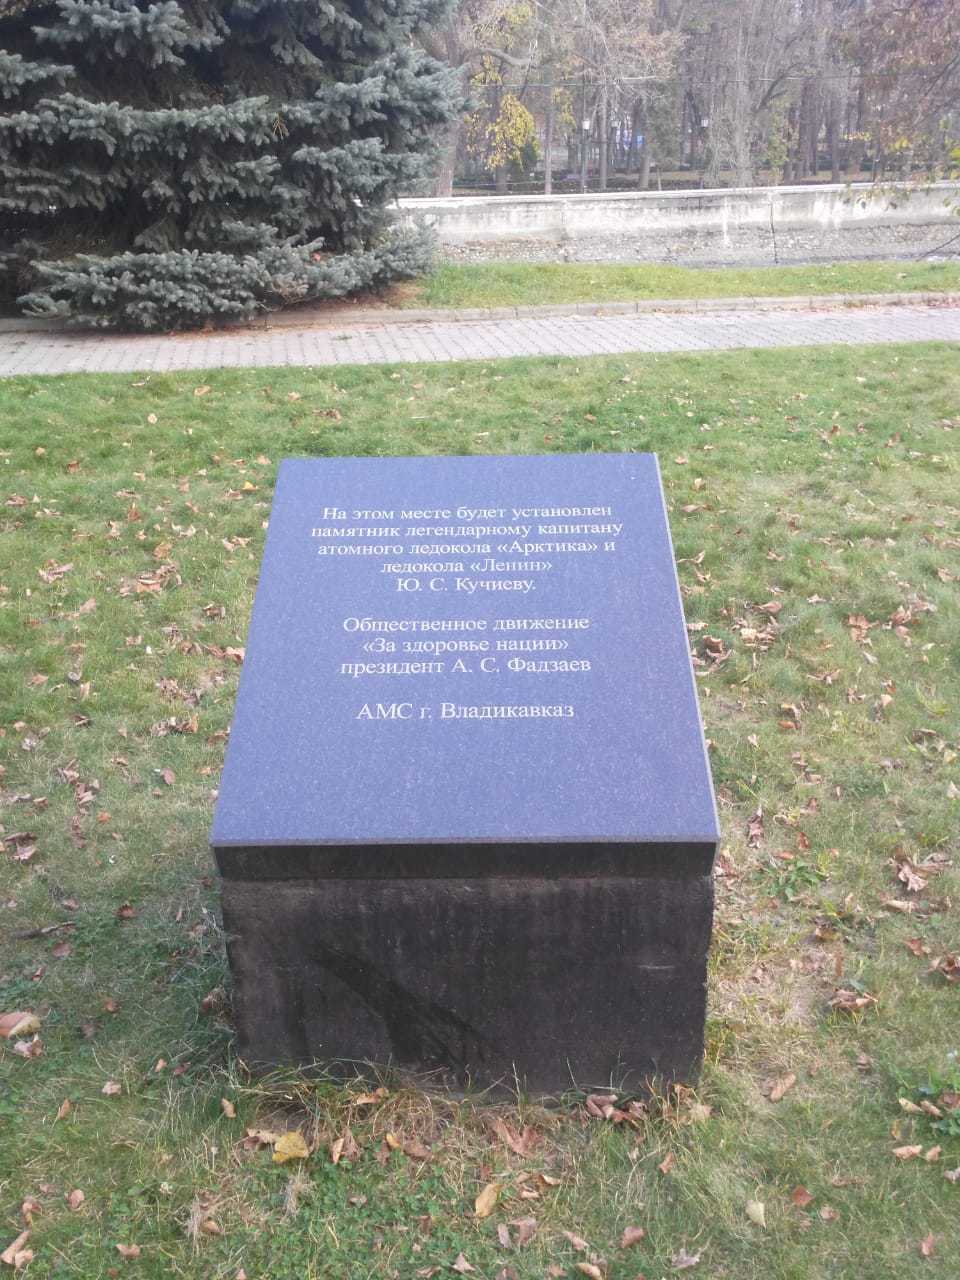 На этом месте будет установлен
памятник легендарному капитану
атомного ледокола «Арктика» и
ледокола «Ленин»
Ю. С. Кучиеву.
Общественное движение
«За здоровье нации»
президент А. С. Фадзаев
АМС г. Владикавказ